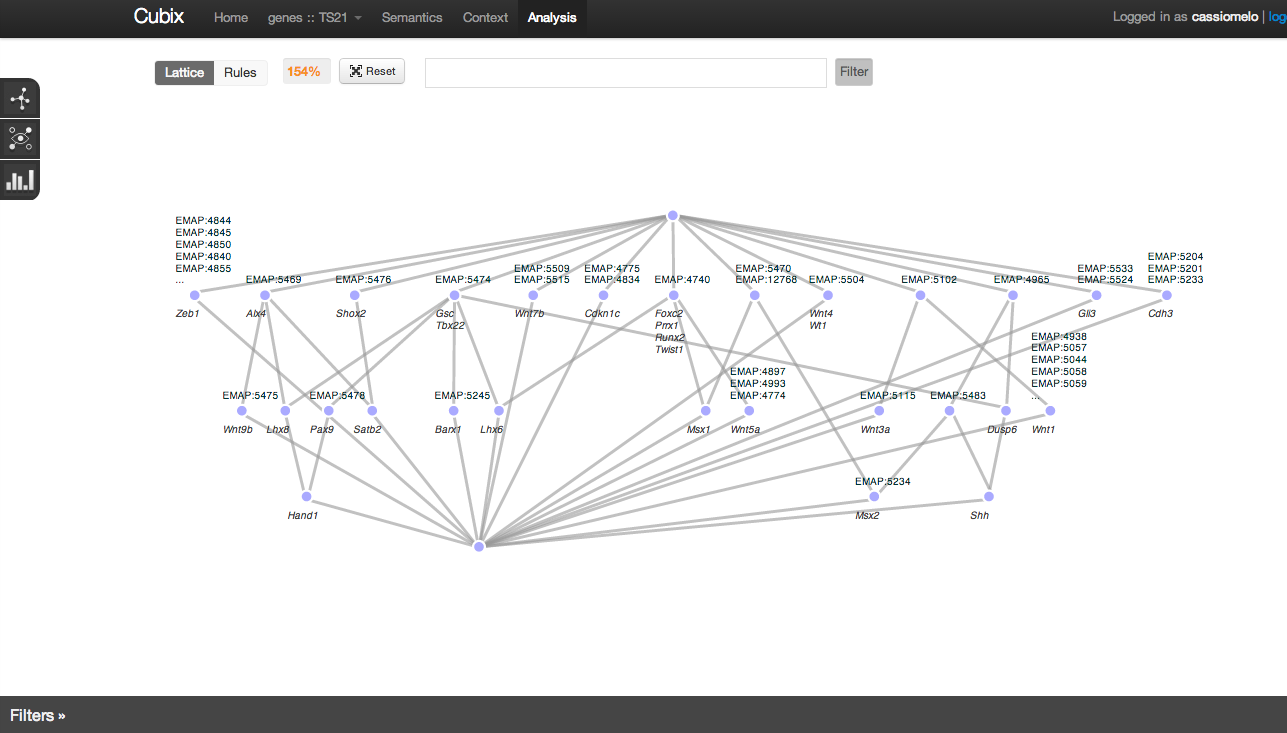 Cubix Home genes :: TS21 Semantics Context Analysis Logged in as cassiomelo | log
Lattice Rules 154% Reset Filter
EMAP:4844
EMAP:4845
EMAP:4850
EMAP:4840
EMAP:4855
...
EMAP:5469
EMAP:5476
EMAP:5474
EMAP:5509
EMAP:5515
EMAP:4775
EMAP:4834
EMAP:4740
EMAP:5470
EMAP:12768
EMAP:5504
EMAP:5102
EMAP:4965
EMAP:5533
EMAP:5524
EMAP:5204
EMAP:5201
EMAP:5233
Zeb1
Alx4
Shox2
Gsc
Tbx22
Wnt7b
Cdkn1c
Foxc2
Prrx1
Runx2
Twist1
Wnt4
Wt1
Gli3
Cdh3
EMAP:5475
EMAP:5478
EMAP:5245
EMAP:4897
EMAP:4993
EMAP:4774
EMAP:5115
EMAP:5483
EMAP:4938
EMAP:5057
EMAP:5044
EMAP:5058
EMAP:5059
...
Wnt9b
Lhx8
Pax9
Satb2
Barx1
Lhx6
Msx1
Wnt5a
Wnt3a
Dusp6
Wnt1
EMAP:5234
Hand1
Msx2
Shh
Filters »